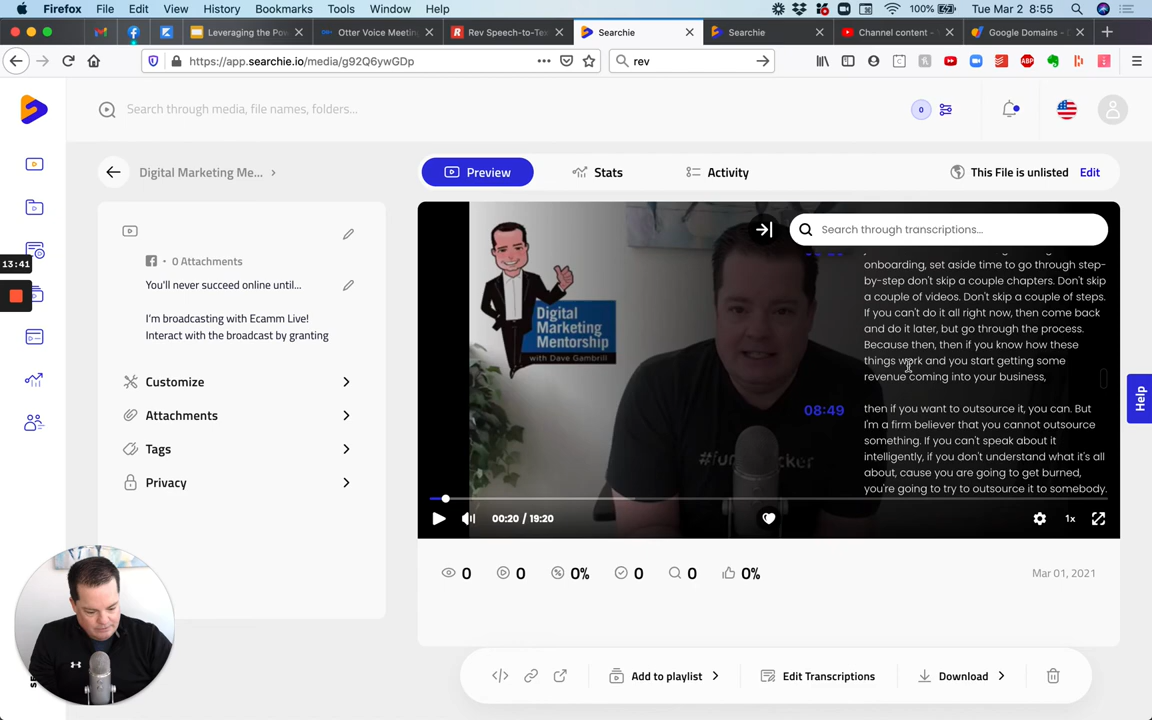 Firefox File Edit View History Bookmarks Tools Window Help 100% Tue Mar 2 8:55
Leveraging the Po Otter Voice Meetin Rev Speech-to-Te Searchie Searchie Channel content - Google Domains -
https://app.searchie.io/media/g92Q6ywGDp rev
Search through media, file names, folders... 0
Digital Marketing Me... Preview Stats Activity This File is unlisted Edit
0 Attachments
You'll never succeed online until...
I'm broadcasting with Ecamm Live!
Interact with the broadcast by granting
Customize
Attachments
Tags
Privacy
13:41
Digital
Marketing
Mentorship
with Dave Gambrill
Search through transcriptions...
onboarding, set aside time to go through step-
by-step don't skip a couple chapters. Don't skip
a couple of videos. Don't skip a couple of steps.
If you can't do it all right now, then come back
and do it later, but go through the process.
Because then, then if you know how these
things work and you start getting some
revenue coming into your business,
08:49 then if you want to outsource it, you can. But
I'm a firm believer that you cannot outsource
something. If you can't speak about it
intelligently, if you don't understand what it's all
about, cause you are going to get burned,
you're going to try to outsource it to somebody.
00:20 / 19:20 1x
0 0 0% 0 0 0% Mar 01, 2021
Add to playlist Edit Transcriptions Download
Help